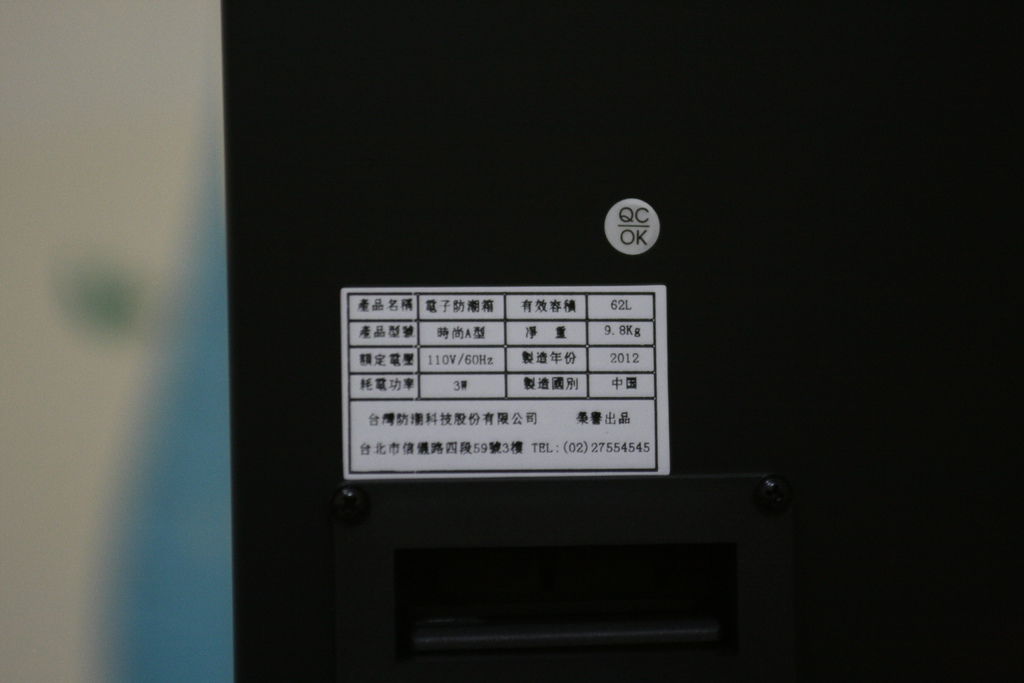 QC
OK
產品名稱 電子防潮箱 有效容積 62L
產品型號 時尚A型 淨 重 9.8Kg
額定電壓 110V/60Hz 製造年份 2012
耗電功率 3W 製造國別 中国
台灣防潮科技股份有限公司 榮譽出品
台北市信義路四段59號3樓 TEL:(02)27554545